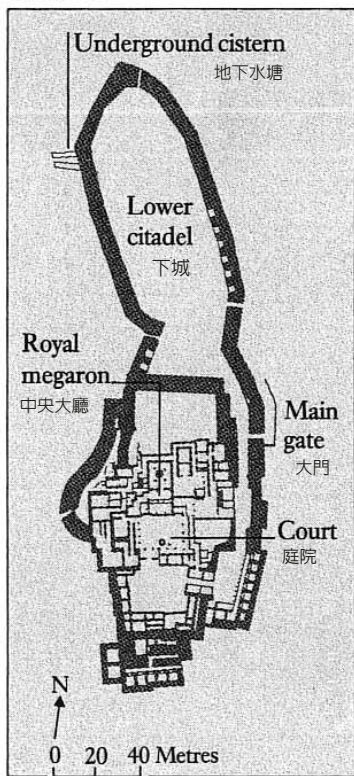 Underground cistern
地下水塘
Lower
citadel
下城
Royal
megaron
中央大廳
Main
gate
大門
Court
庭院
N
0 20 40 Metres